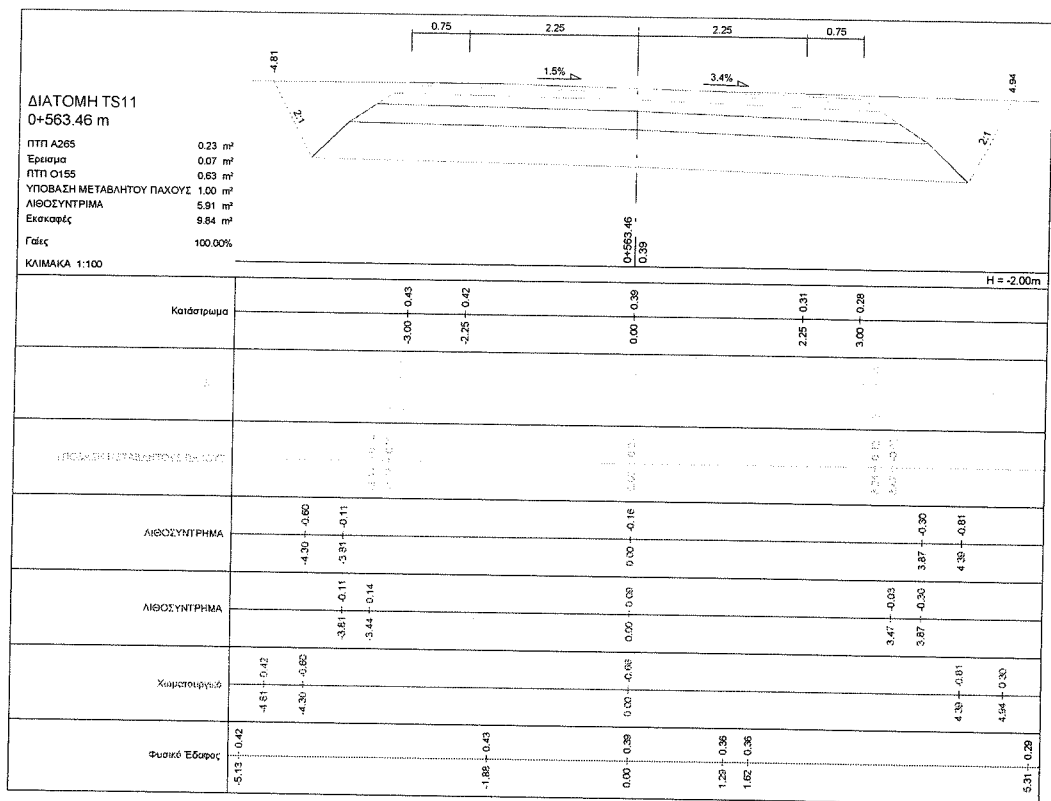 0.75 2.25 2.25 0.75
-4.81 1.5% 3.4% 4.94
2:1 2:1
ΔΙΑΤΟΜΗ TS11
0+563.46 m
ΠΤΠ Α265 0.23 m²
Έρεισμα 0.07 m²
ΠΤΠ Ο155 0.63 m²
ΥΠΟΒΑΣΗ ΜΕΤΑΒΛΗΤΟΥ ΠΑΧΟΥΣ 1.00 m²
ΛΙΘΟΣΥΝΤΡΙΜΑ 5.91 m²
Εκσκαφές 9.84 m²
Γαίες 100.00%
ΚΛΙΜΑΚΑ 1:100
0+563.46
0.39
H = -2.00m
Κατάστρωμα
-3.00 0.43
-2.25 0.42
0.00 0.39
2.25 0.31
3.00 0.28
ΥΠΟΒΑΣΗ ΜΕΤΑΒΛΗΤΟΥ ΠΑΧΟΥΣ
ΛΙΘΟΣΥΝΤΡΗΜΑ
-4.30 -0.60
-3.81 -0.11
0.00 -0.16
3.87 -0.30
4.39 -0.81
ΛΙΘΟΣΥΝΤΡΗΜΑ
-3.81 -0.11
-3.44 0.14
0.00 0.09
3.47 -0.03
3.87 -0.30
Χωματουργικό
-4.81 0.42
-4.30 -0.60
0.00 -0.68
4.39 -0.81
4.94 0.30
Φυσικό Έδαφος
-5.13 0.42
-1.88 0.43
0.00 0.39
1.29 0.36
1.62 0.36
5.31 0.29